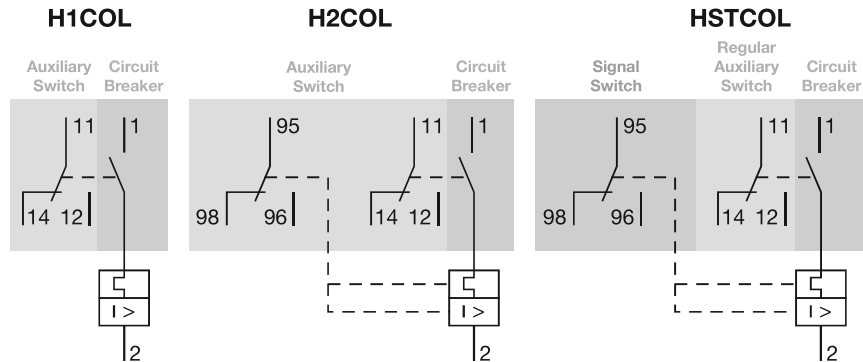 H1COL
H2COL
HSTCOL
Auxiliary Switch
Circuit Breaker
Auxiliary Switch
Circuit Breaker
Signal Switch
Regular Auxiliary Switch
Circuit Breaker
11
1
14
12
I >
2
95
11
1
98
96
14
12
I >
2
95
11
1
98
96
14
12
I >
2